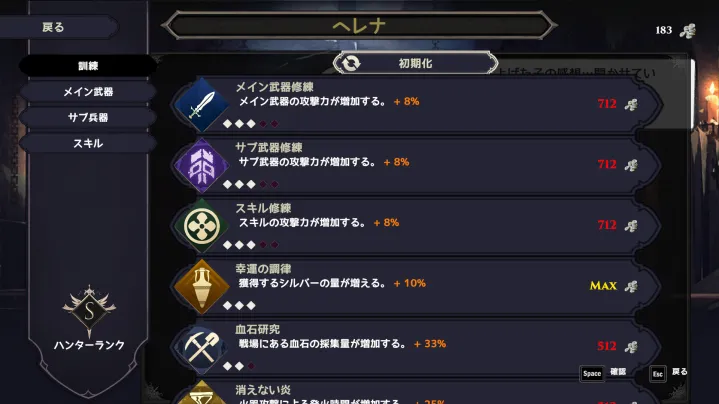 戻る
ヘレナ
183
初期化
訓練
メイン武器
サブ兵器
スキル
メイン武器修練
メイン武器の攻撃力が増加する。 + 8%
712
サブ武器修練
サブ武器の攻撃力が増加する。 + 8%
712
スキル修練
スキルの攻撃力が増加する。 + 8%
712
幸運の調律
獲得するシルバーの量が増える。 + 10%
MAX
血石研究
戦場にある血石の採集量が増加する。 + 33%
512
S
ハンターランク
消えない炎
Space 確認
Esc 戻る